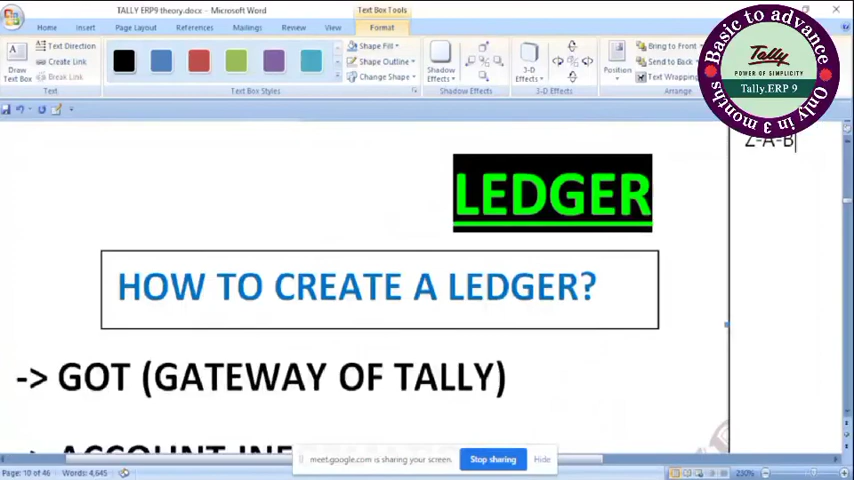 TALLY ERP9 theory.docx - Microsoft Word
Text Box Tools
Home Insert Page Layout References Mailings Review View Format
Draw Text Box
Text Direction
Create Link
Break Link
Text
Text Box Styles
Shape Fill
Shape Outline
Change Shape
Shadow Effects
Shadow Effects
3-D Effects
3-D Effects
Position
Bring to Front
Send to Back
Text Wrapping
Arrange
Basic to advance
Tally
POWER OF SIMPLICITY
Tally.ERP 9
Only in 3 months
Z-A-B
LEDGER
HOW TO CREATE A LEDGER?
-> GOT (GATEWAY OF TALLY)
meet.google.com is sharing your screen.
Stop sharing
Hide
Page: 10 of 46 Words: 4,645
230%